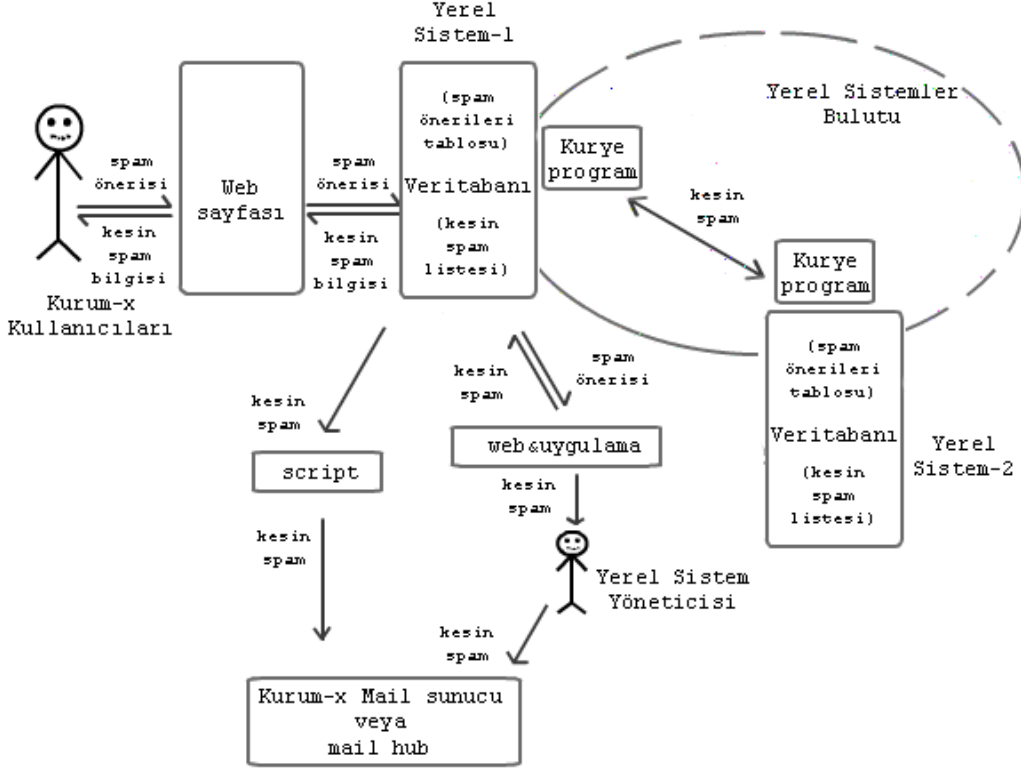 Yerel
Sistem-1
(spam
önerileri
tablosu)
Veritabanı
(kesin
spam
listesi)
Yerel Sistemler
Bulutu
Kurye
program
kesin
spam
Kurye
program
spam
önerisi
kesin
spam
bilgisi
Web
sayfası
spam
önerisi
kesin
spam
bilgisi
Kurum-x
Kullanıcıları
(spam
önerileri
tablosu)
Veritabanı
(kesin
spam
listesi)
Yerel
Sistem-2
kesin
spam
script
kesin
spam
kesin
spam
spam
önerisi
web&uygulama
kesin
spam
Yerel Sistem
Yöneticisi
kesin
spam
Kurum-x Mail sunucu
veya
mail hub